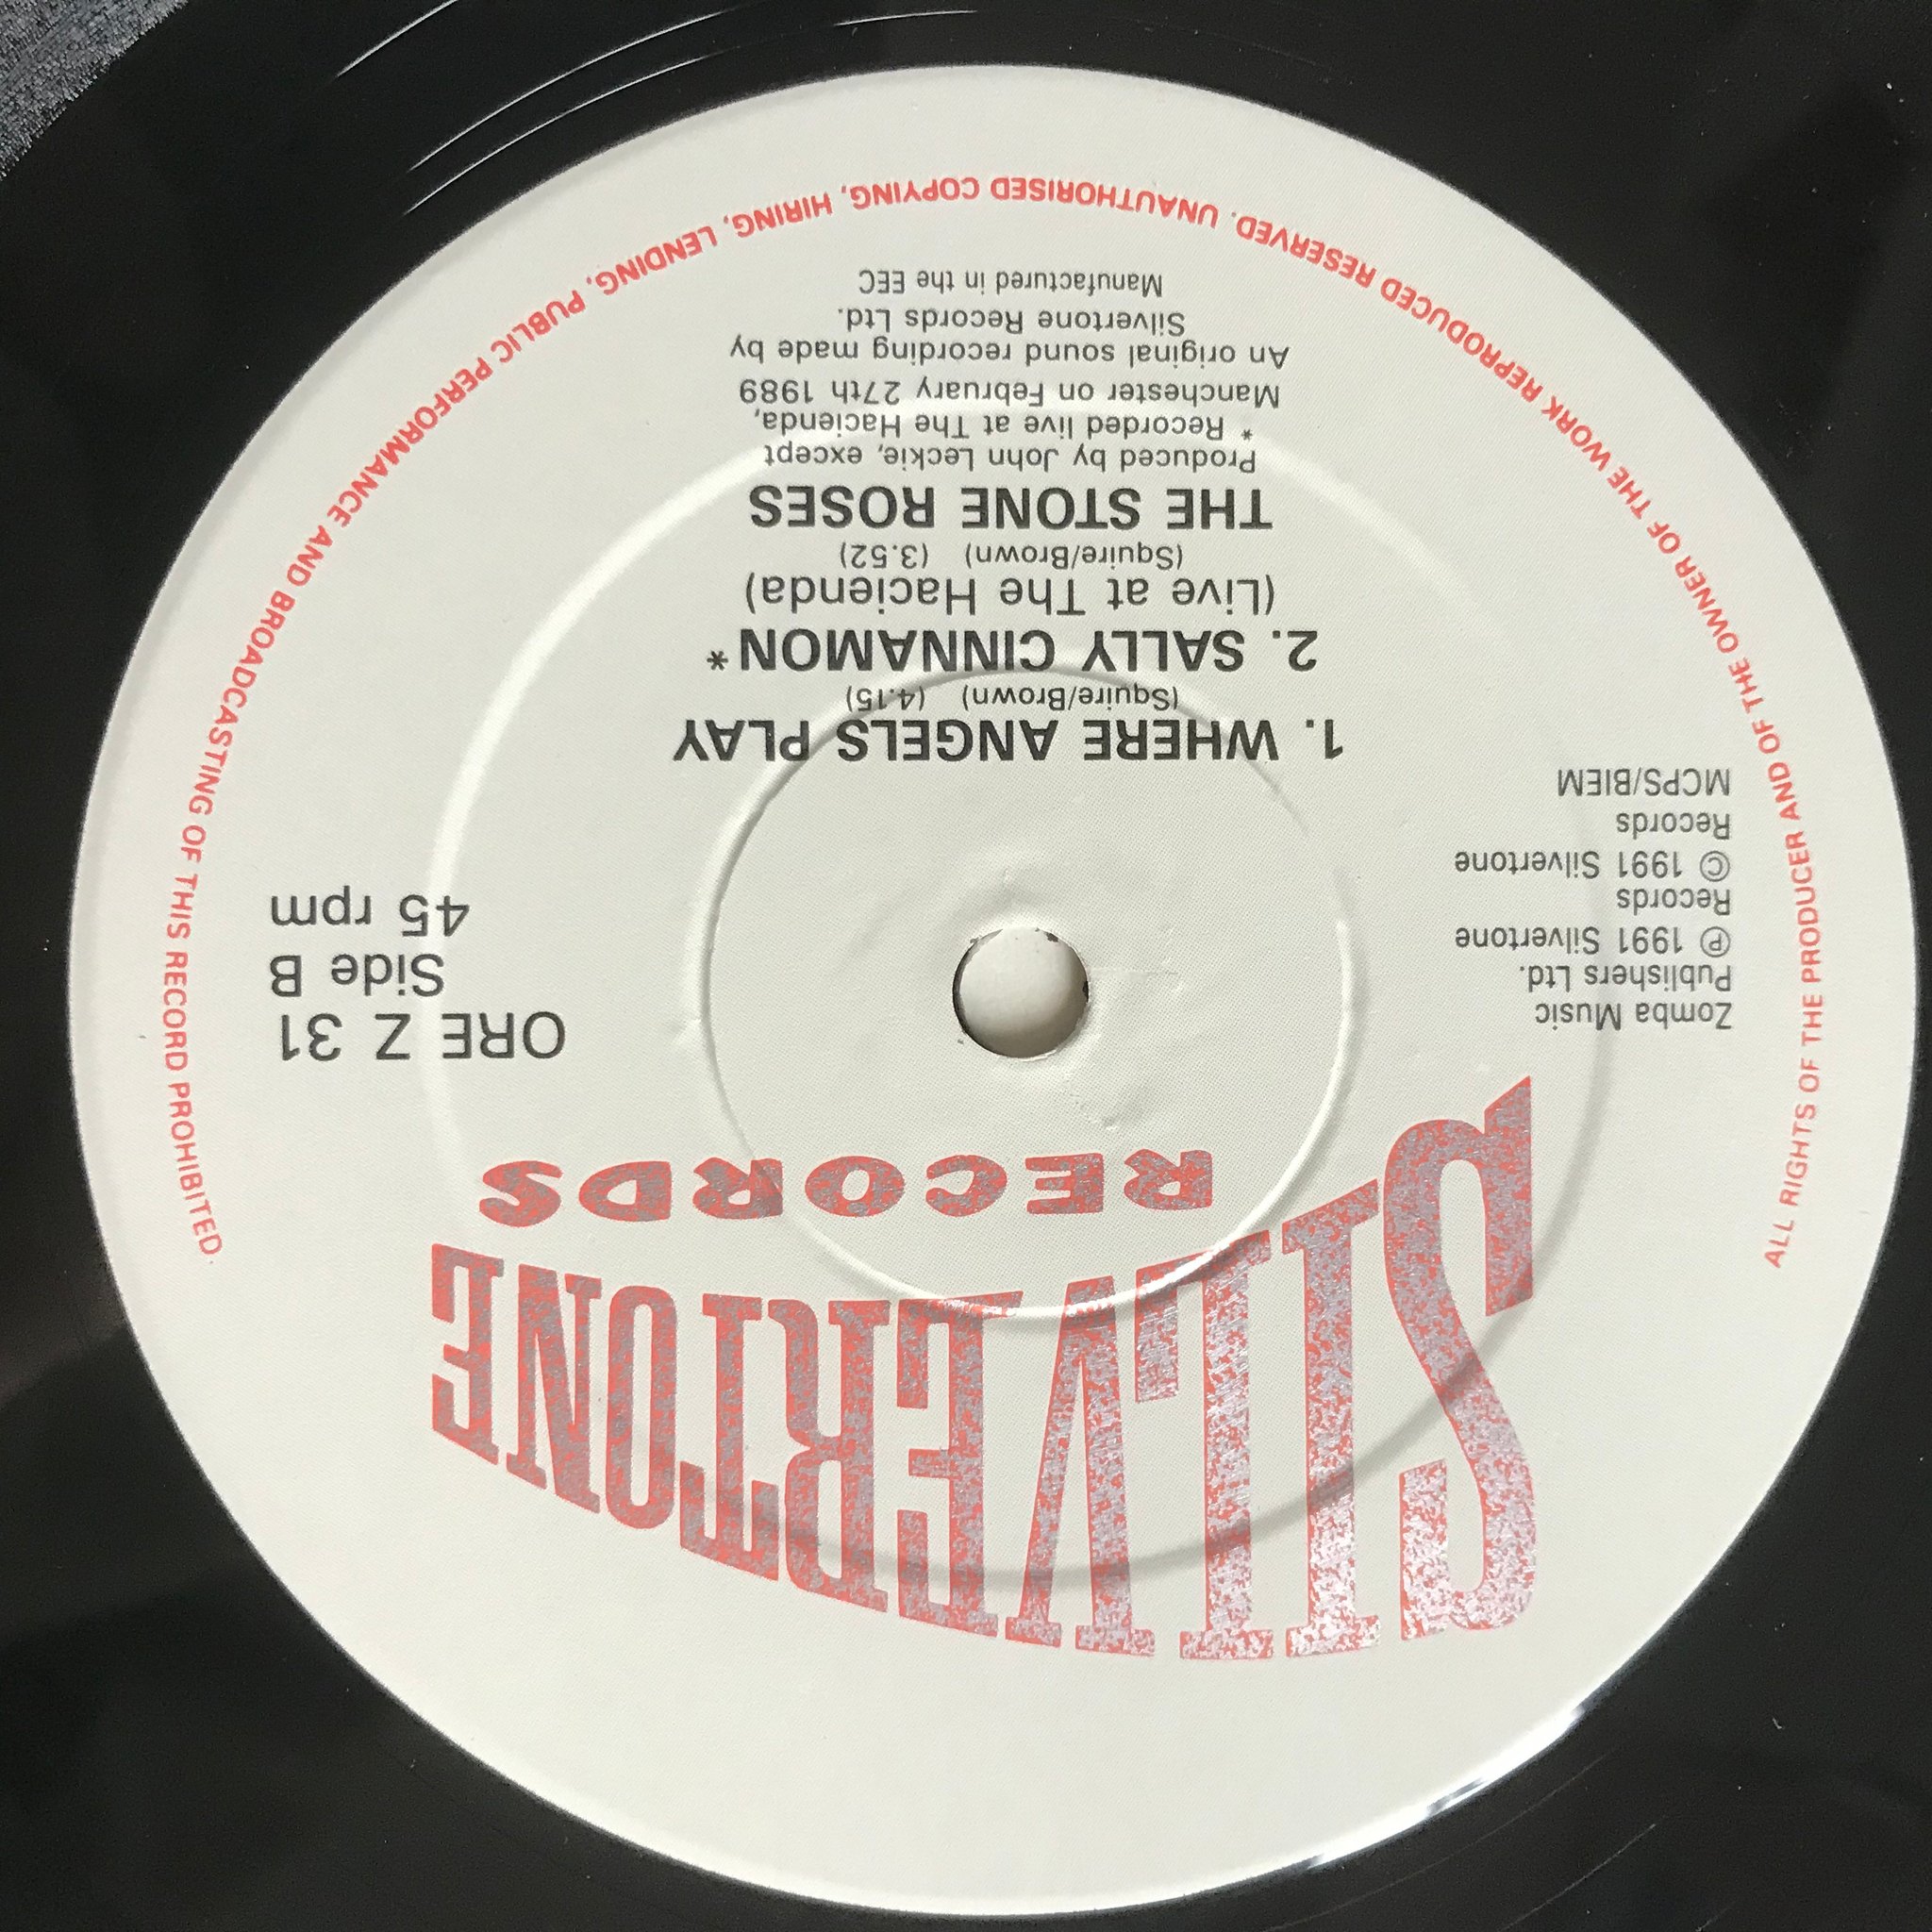 SILVERTONE
RECORDS
ORE Z 31
Side B
45 rpm
Zomba Music
Publishers Ltd.
℗ 1991 Silvertone
Records
© 1991 Silvertone
Records
MCPS/BIEM
1. WHERE ANGELS PLAY
(Squire/Brown) (4.15)
2. SALLY CINNAMON*
(Live at The Hacienda)
(Squire/Brown) (3.52)
THE STONE ROSES
Produced by John Leckie, except
* Recorded live at The Hacienda,
Manchester on February 27th 1989
An original sound recording made by
Silvertone Records Ltd.
Manufactured in the EEC
ALL RIGHTS OF THE PRODUCER AND OF THE OWNER OF THE WORK REPRODUCED RESERVED. UNAUTHORISED COPYING, HIRING, LENDING, PUBLIC PERFORMANCE AND BROADCASTING OF THIS RECORD PROHIBITED.